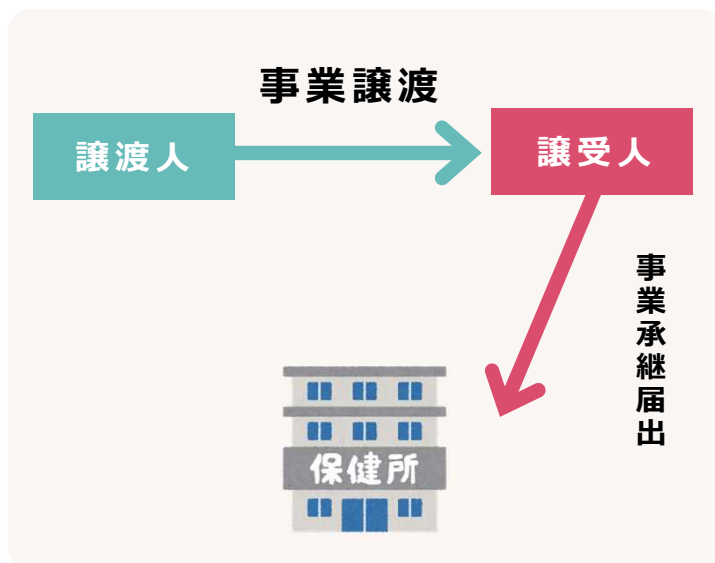 事業譲渡
譲渡人
譲受人
事業承継届出
保健所